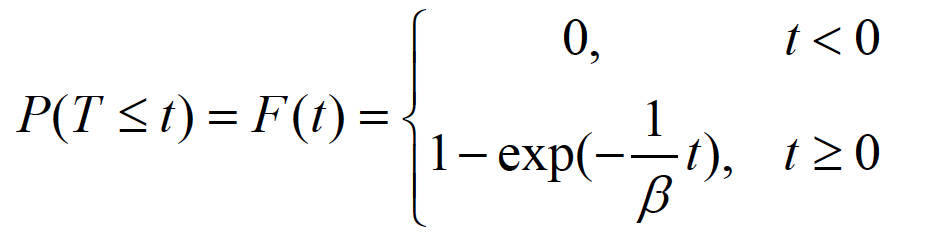 P(T ≤ t) = F(t) = { 0, t < 0
1 − exp(−1/β t), t ≥ 0